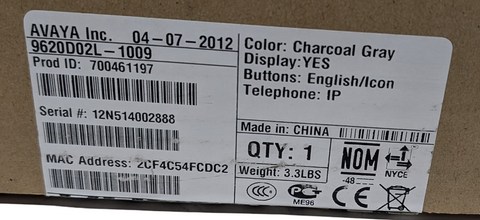 AVAYA Inc. 04-07-2012
9620D02L-1009
Prod ID: 700461197
Serial #: 12N514002888
MAC Address: 2CF4C54FCDC2
Color: Charcoal Gray
Display:YES
Buttons: English/Icon
Telephone: IP
Made in: CHINA
QTY: 1
Weight: 3.3LBS
NOM
-48
NYCE
CCC
ME96
CE